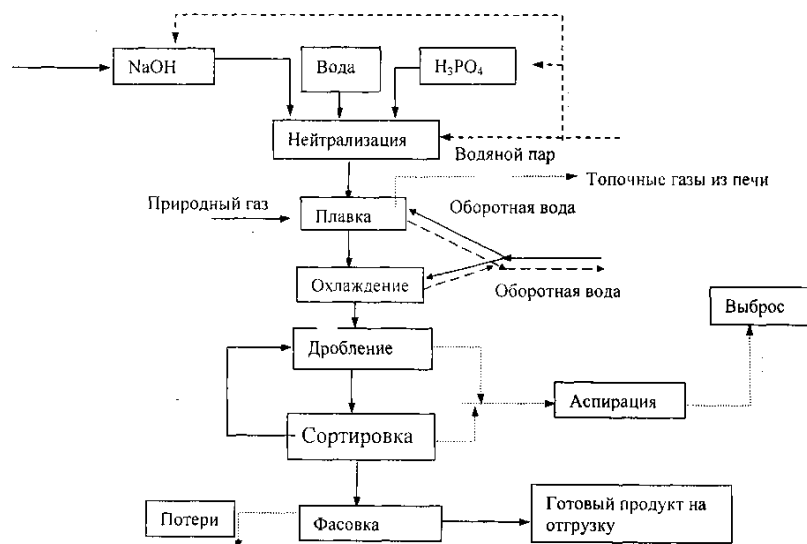 NaOH
Вода
H₃PO₄
Нейтрализация
Водяной пар
Топочные газы из печи
Природный газ
Плавка
Оборотная вода
Охлаждение
Оборотная вода
Выброс
Дробление
Аспирация
Сортировка
Потери
Фасовка
Готовый продукт на
отгрузку